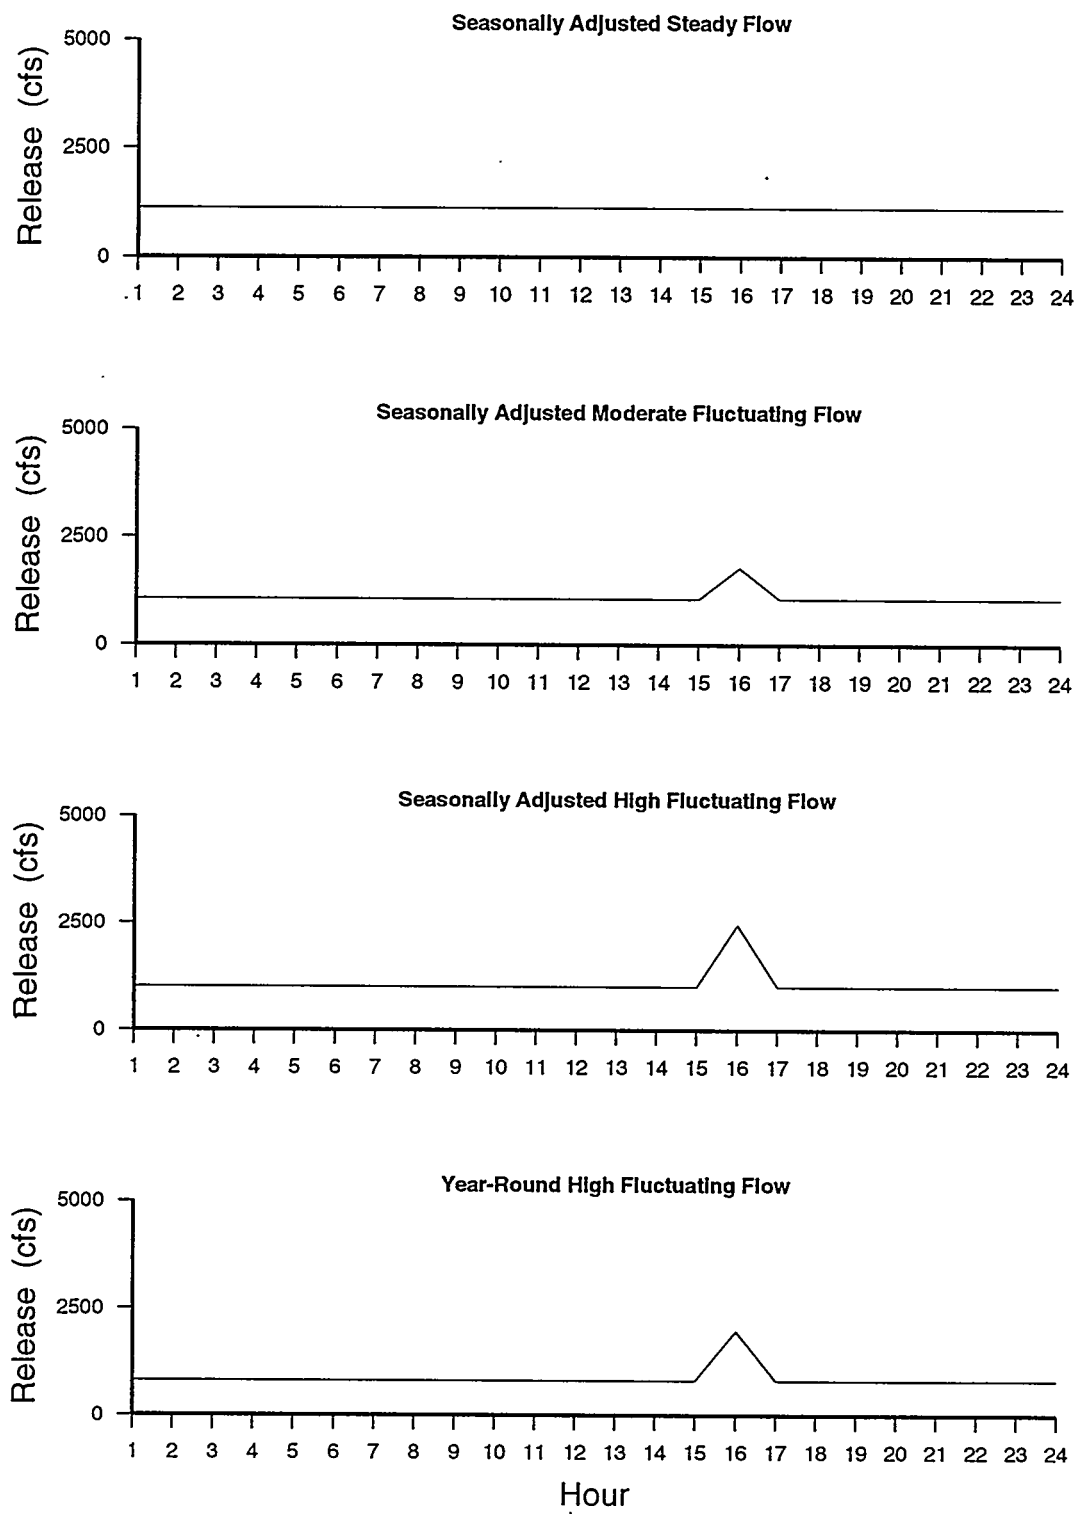 Seasonally Adjusted Steady Flow
5000
2500
0
Release (cfs)
1 2 3 4 5 6 7 8 9 10 11 12 13 14 15 16 17 18 19 20 21 22 23 24
Seasonally Adjusted Moderate Fluctuating Flow
5000
2500
0
Release (cfs)
1 2 3 4 5 6 7 8 9 10 11 12 13 14 15 16 17 18 19 20 21 22 23 24
Seasonally Adjusted High Fluctuating Flow
5000
2500
0
Release (cfs)
1 2 3 4 5 6 7 8 9 10 11 12 13 14 15 16 17 18 19 20 21 22 23 24
Year-Round High Fluctuating Flow
5000
2500
0
Release (cfs)
1 2 3 4 5 6 7 8 9 10 11 12 13 14 15 16 17 18 19 20 21 22 23 24
Hour